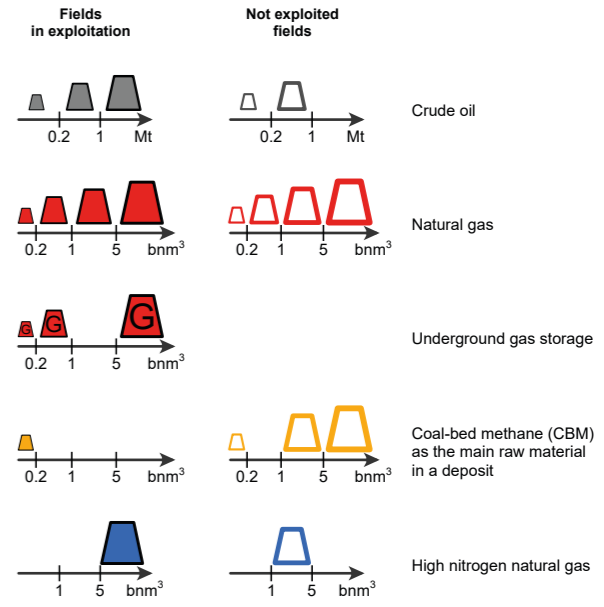 Fields
in exploitation
Not exploited
fields
0.2 1 Mt
0.2 1
Crude oil
0.2 1 5 bnm³
0.2 1 5 bnm³
Natural gas
G G G
0.2 1 5 bnm³
Underground gas storage
0.2 1 5 bnm³
1 5 bnm³
0.2
Coal-bed methane (CBM)
as the main raw material
in a deposit
1 5 bnm³
1 5 bnm³
High nitrogen natural gas
Mt